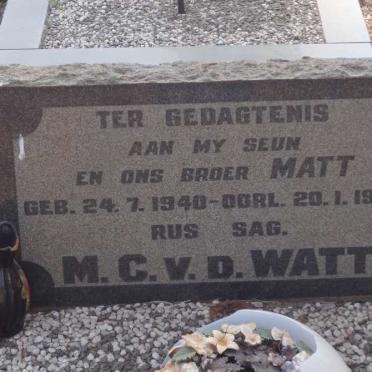 TER GEDAGTENIS
AAN MY SEUN
EN ONS BROER MATT
GEB. 24. 7. 1940-OORL. 20. 1. 19
RUS SAG.
M. C. V. D. WATT